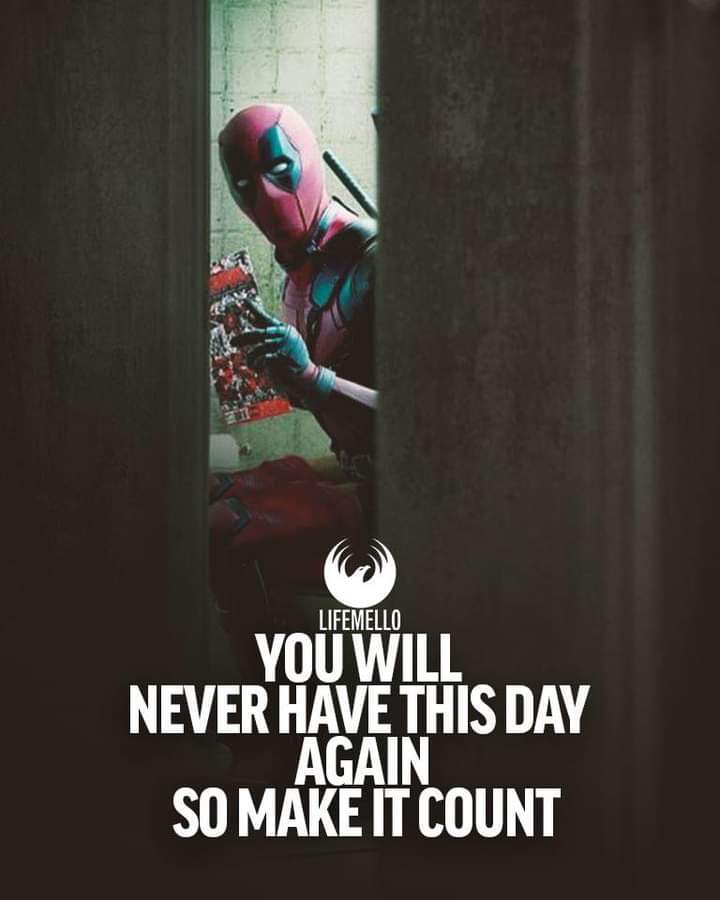 LIFEMELLO
YOU WILL
NEVER HAVE THIS DAY
AGAIN
SO MAKE IT COUNT